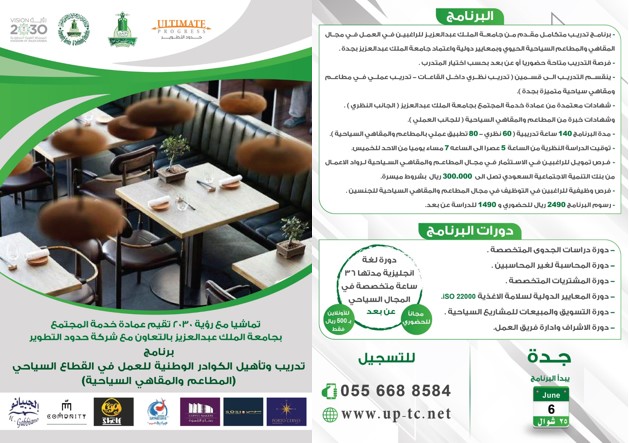 البرنامج
- برنامج تدريب متكامل مقدم من جامعة الملك عبدالعزيز للراغبين في العمل في مجال
المقاهي والمطاعم السياحية الحيوي وبمعايير دولية واعتماد جامعة الملك عبدالعزيز بجدة .
- فرصة التدريب متاحة حضوريا أو عن بعد بحسب اختيار المتدرب .
- ينقسم التدريب الى قسمين ( تدريب نظري داخل القاعات - تدريب عملي في مطاعم
ومقاهي سياحية متميزة بجدة ).
- شهادات معتمدة من عمادة خدمة المجتمع بجامعة الملك عبدالعزيز ( الجانب النظري ) .
وشهادات خبرة من المطاعم والمقاهي السياحية ( للجانب العملي ).
- مدة البرنامج 140 ساعة تدريبية ( 60 نظري - 80 تطبيق عملي بالمطاعم والمقاهي السياحية ).
- توقيت الدراسة النظرية من الساعة 5 عصرا الى الساعة 7 مساء يوميا من الاحد للخميس.
- فرص تمويل للراغبين في الاستثمار في مجال المطاعم والمقاهي السياحية لرواد الاعمال
من بنك التنمية الاجتماعية السعودي تصل الى 300.000 ريال بشروط ميسرة.
- فرص وظيفية للراغبين في التوظيف في مجال المطاعم والمقاهي السياحية للجنسين .
- رسوم البرنامج 2490 ريال للحضوري و 1490 للدراسة عن بعد.
دورات البرنامج
- دورة دراسات الجدوى المتخصصة .
- دورة المحاسبة لغير المحاسبين .
- دورة المشتريات المتخصصة .
- دورة المعايير الدولية لسلامة الاغذية ISO 22000.
- دورة التسويق والمبيعات للمشاريع السياحية .
- دورة الاشراف وادارة فريق العمل.
دورة لغة
انجليزية مدتها ٣٦
ساعة متخصصة في
المجال السياحي
عن بعد
مجانا
للحضوري
للأونلاين
بـ 500 ريال
فقط
جدة
يبدأ البرنامج
June
6
٢٥ شوال
للتسجيل
055 668 8584
www.up-tc.net
VISION رؤية
2030
ULTIMATE
PROGRESS
حدود التطوير
تماشيا مع رؤية ٢٠٣٠ تقيم عمادة خدمة المجتمع
بجامعة الملك عبدالعزيز بالتعاون مع شركة حدود التطوير
برنامج
تدريب وتأهيل الكوادر الوطنية للعمل في القطاع السياحي
(المطاعم والمقاهي السياحية)
COMUNITY